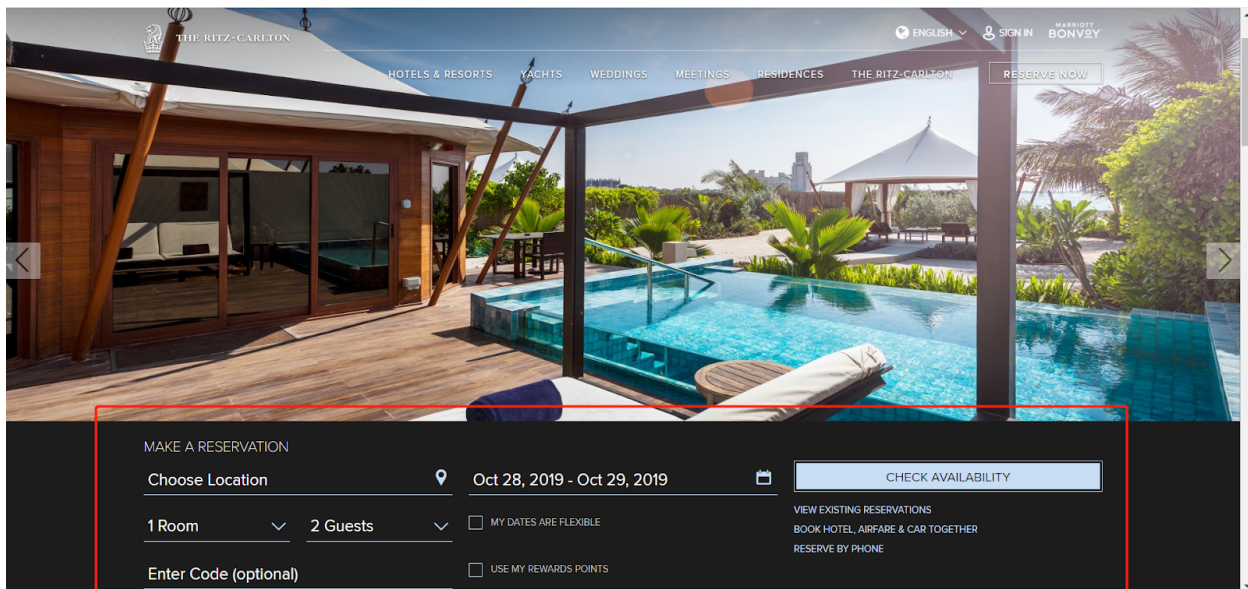 THE RITZ-CARLTON
ENGLISH
SIGN IN
MARRIOTT
BONVOY
HOTELS & RESORTS
YACHTS
WEDDINGS
MEETINGS
RESIDENCES
THE RITZ-CARLTON
RESERVE NOW
MAKE A RESERVATION
Choose Location
Oct 28, 2019 - Oct 29, 2019
CHECK AVAILABILITY
1 Room
2 Guests
MY DATES ARE FLEXIBLE
VIEW EXISTING RESERVATIONS
BOOK HOTEL, AIRFARE & CAR TOGETHER
RESERVE BY PHONE
Enter Code (optional)
USE MY REWARDS POINTS